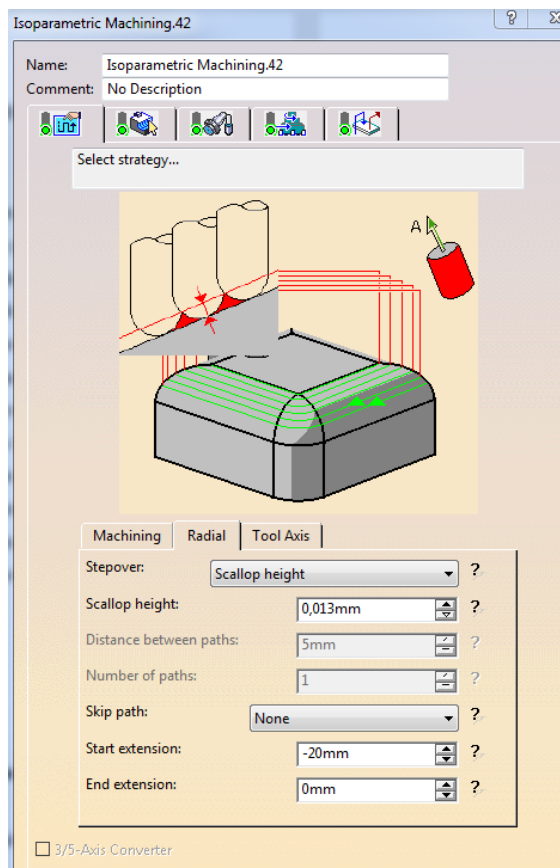 Isoparametric Machining.42
Name: Isoparametric Machining.42
Comment: No Description
Select strategy...
A
Machining Radial Tool Axis
Stepover: Scallop height ?
Scallop height: 0,013mm ?
Distance between paths: 5mm ?
Number of paths: 1 ?
Skip path: None ?
Start extension: -20mm ?
End extension: 0mm ?
3/5-Axis Converter